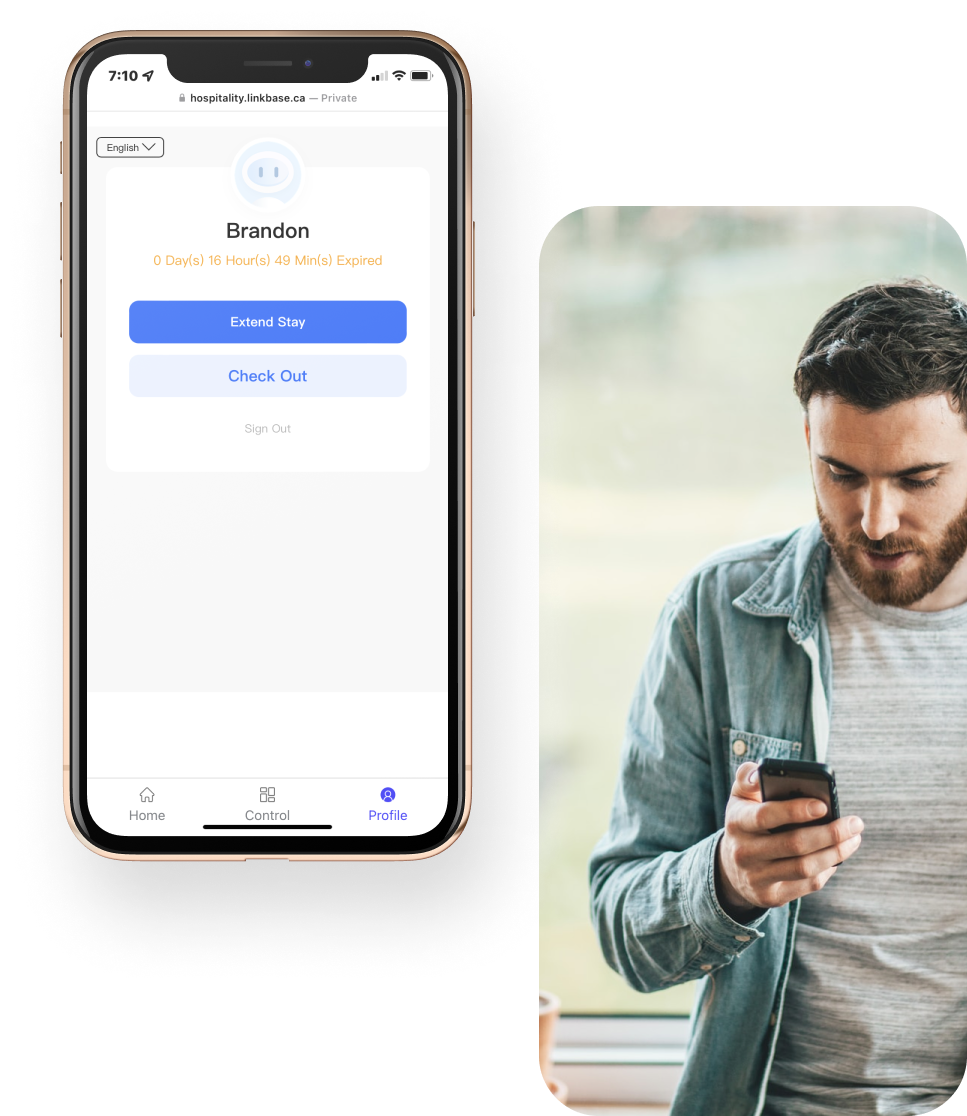 7:10
hospitality.linkbase.ca — Private
English
Brandon
0 Day(s) 16 Hour(s) 49 Min(s) Expired
Extend Stay
Check Out
Sign Out
Home
Control
Profile